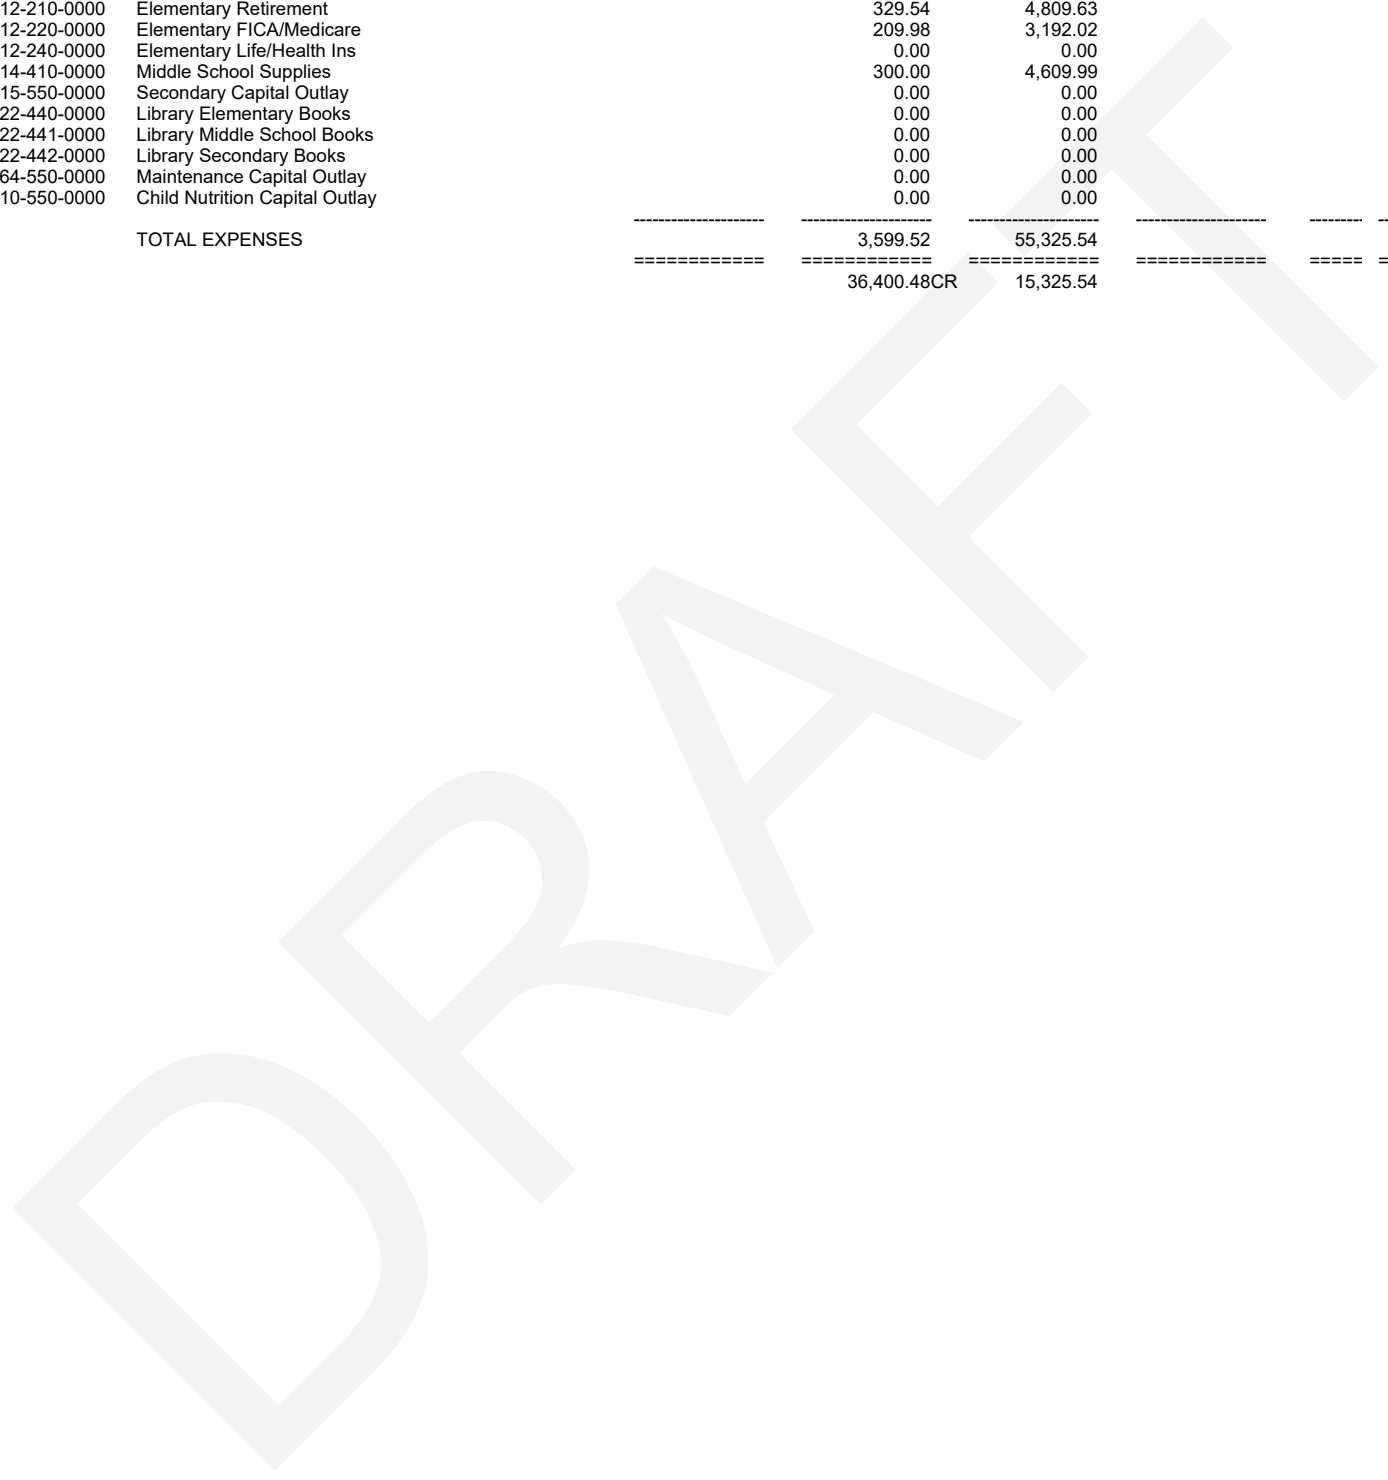 12-210-0000 Elementary Retirement 329.54 4,809.63
12-220-0000 Elementary FICA/Medicare 209.98 3,192.02
12-240-0000 Elementary Life/Health Ins 0.00 0.00
14-410-0000 Middle School Supplies 300.00 4,609.99
15-550-0000 Secondary Capital Outlay 0.00 0.00
22-440-0000 Library Elementary Books 0.00 0.00
22-441-0000 Library Middle School Books 0.00 0.00
22-442-0000 Library Secondary Books 0.00 0.00
64-550-0000 Maintenance Capital Outlay 0.00 0.00
10-550-0000 Child Nutrition Capital Outlay 0.00 0.00
--------------------- --------------------- --------------------- --------------------- --------- --
TOTAL EXPENSES 3,599.52 55,325.54
============ ============ ============ ============ ===== =
36,400.48CR 15,325.54
DRAFT